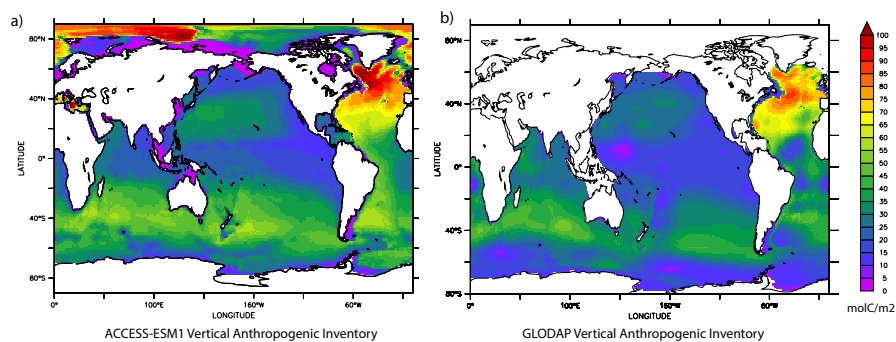 a)
80°N
40°N
0°
40°S
80°S
LATITUDE
0°
100°E
160°W
60°W
LONGITUDE
ACCESS-ESM1 Vertical Anthropogenic Inventory
b)
80°N
40°N
0°
40°S
80°S
LATITUDE
0°
100°E
150°W
60°W
LONGITUDE
GLODAP Vertical Anthropogenic Inventory
100
95
90
85
80
75
70
65
60
55
50
45
40
35
30
25
20
15
10
5
0
molC/m2